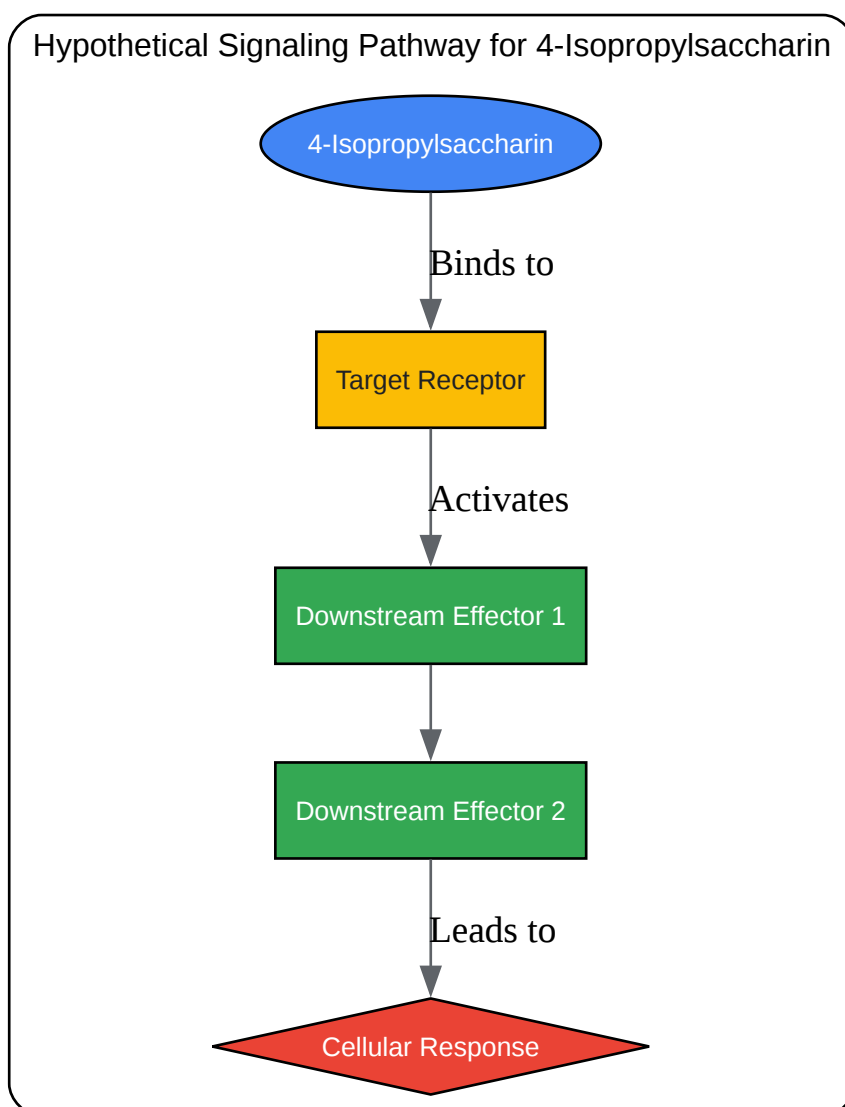 Hypothetical Signaling Pathway for 4-Isopropylsaccharin
4-Isopropylsaccharin
Binds to
Target Receptor
Activates
Downstream Effector 1
Downstream Effector 2
Leads to
Cellular Response